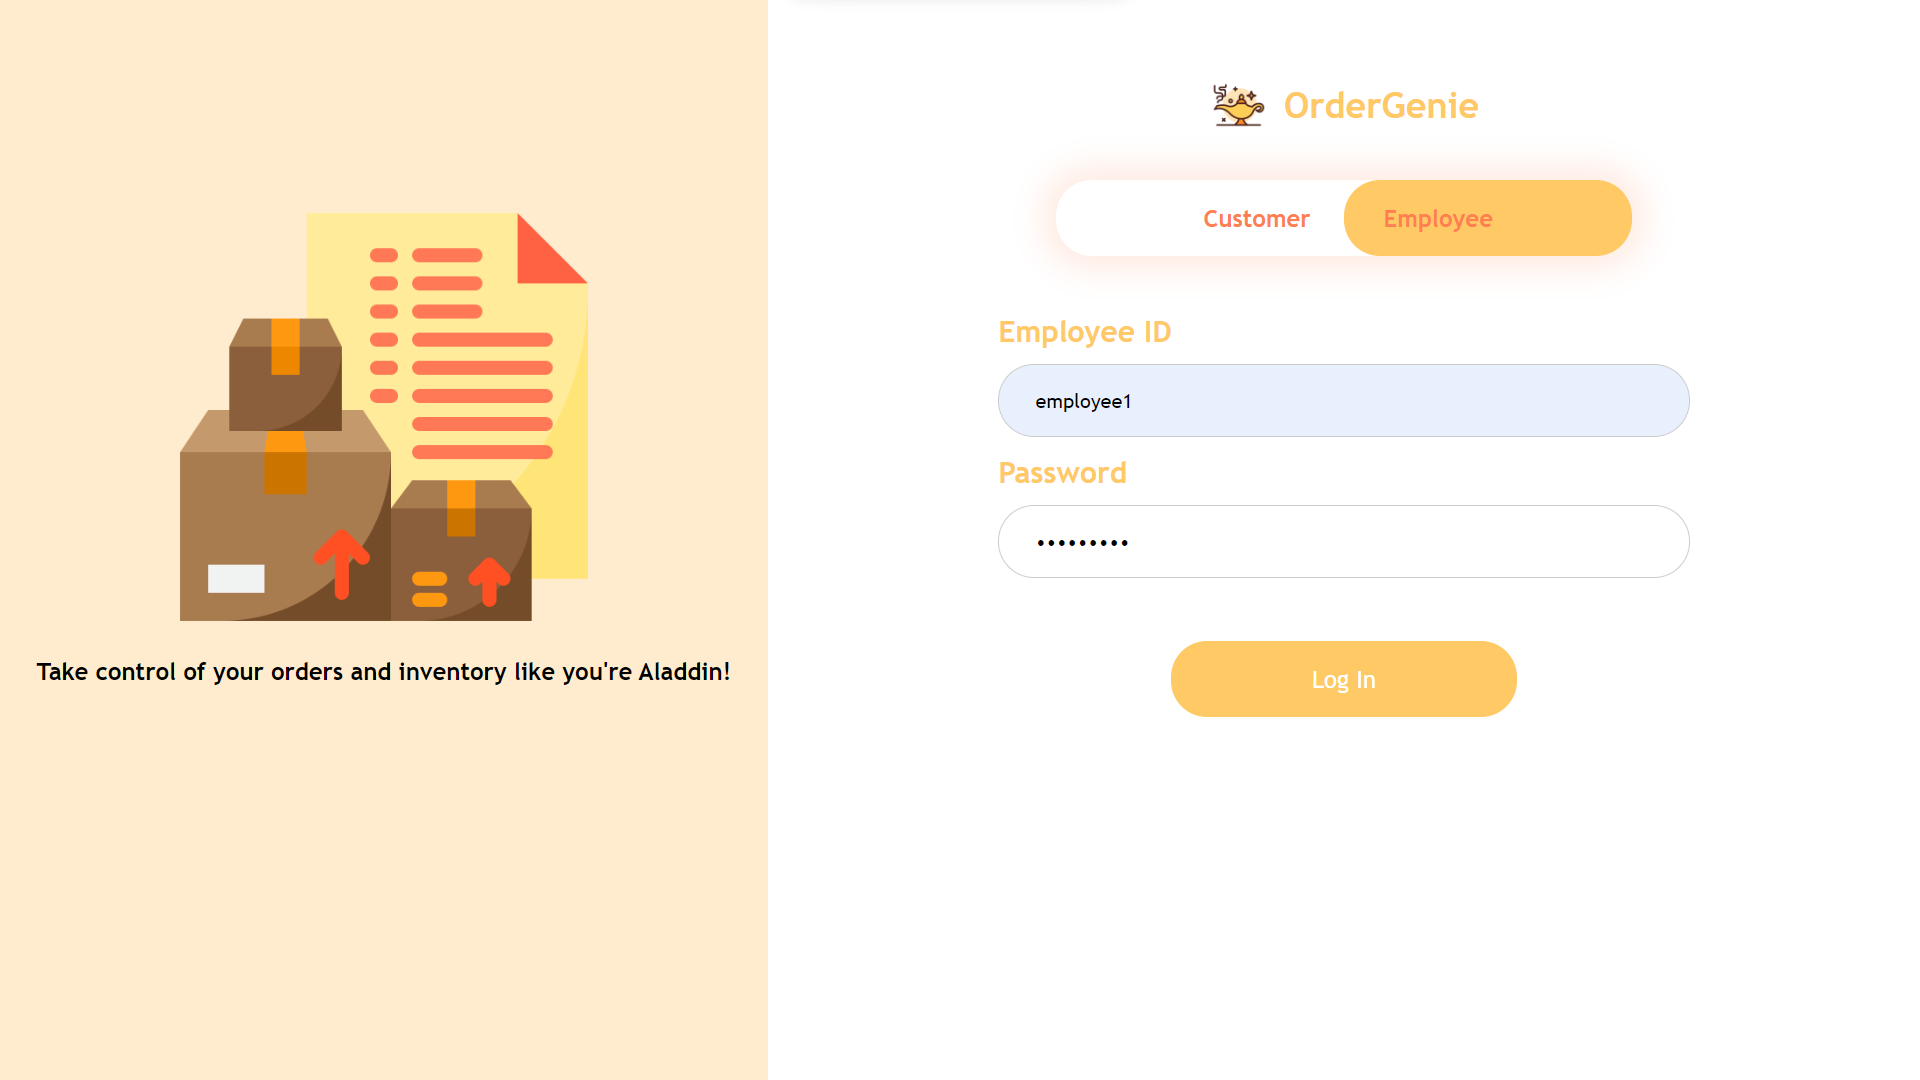 Take control of your orders and inventory like you're Aladdin!
OrderGenie
Customer
Employee
Employee ID
employee1
Password
•••••••••
Log In